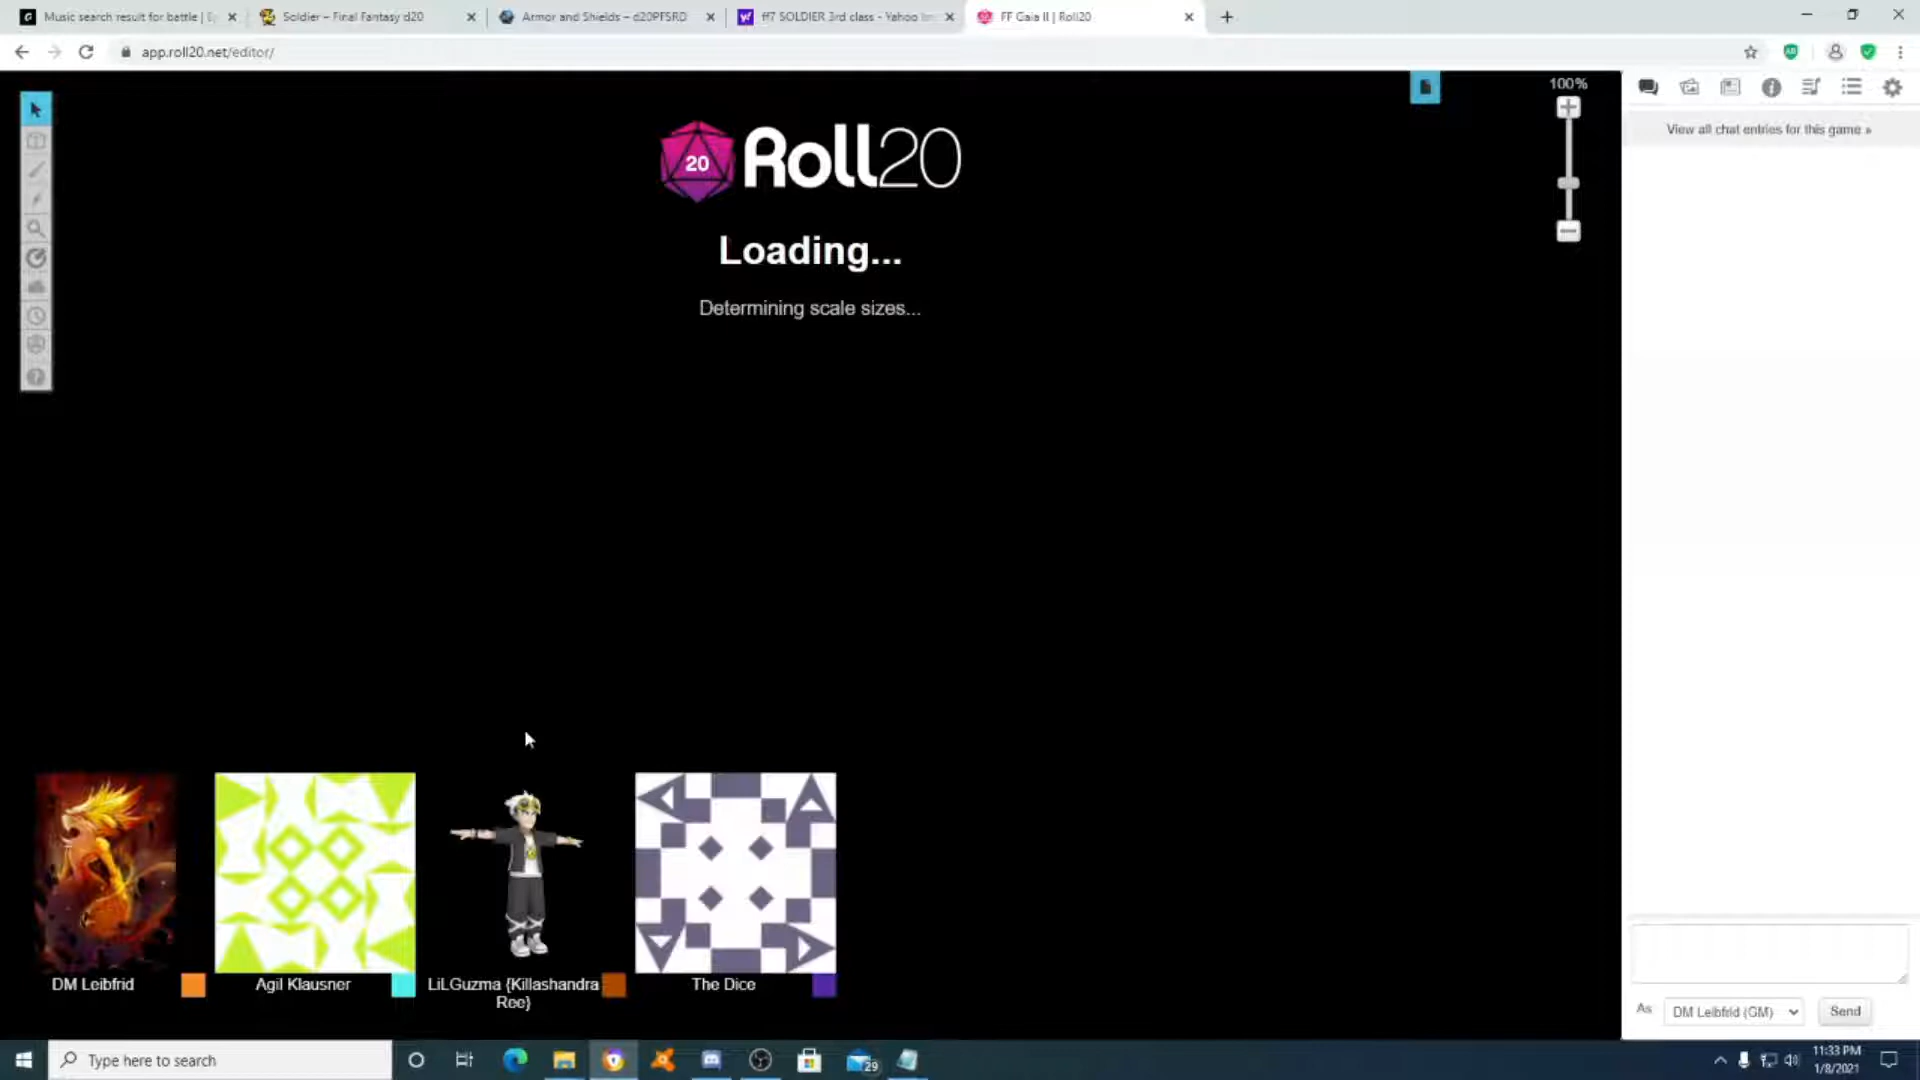 Music search result for battle |
Soldier – Final Fantasy d20
Armor and Shields – d20PFSRD
ff7 SOLDIER 3rd class - Yahoo
FF Gaia II | Roll20
app.roll20.net/editor/
100%
View all chat entries for this game »
20
Roll20
Loading...
Determining scale sizes...
DM Leibfrid
Agil Klausner
LiLGuzma {Killashandra
Ree}
The Dice
As
DM Leibfrid (GM)
Send
Type here to search
29
11:33 PM
1/8/2021